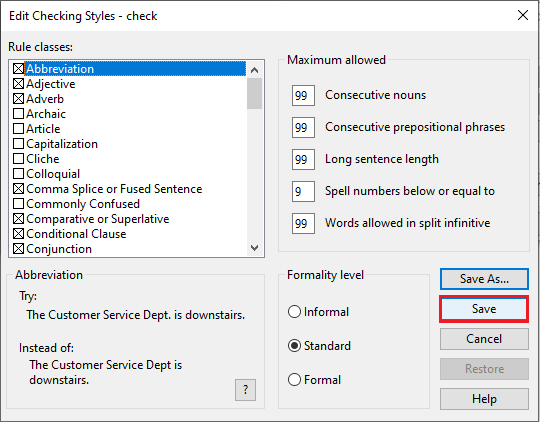 Edit Checking Styles - check
Rule classes:
Abbreviation
Adjective
Adverb
Archaic
Article
Capitalization
Cliche
Colloquial
Comma Splice or Fused Sentence
Commonly Confused
Comparative or Superlative
Conditional Clause
Conjunction
Maximum allowed
99 Consecutive nouns
99 Consecutive prepositional phrases
99 Long sentence length
9 Spell numbers below or equal to
99 Words allowed in split infinitive
Abbreviation
Try:
The Customer Service Dept. is downstairs.
Instead of:
The Customer Service Dept is
downstairs.
?
Formality level
Informal
Standard
Formal
Save As...
Save
Cancel
Restore
Help